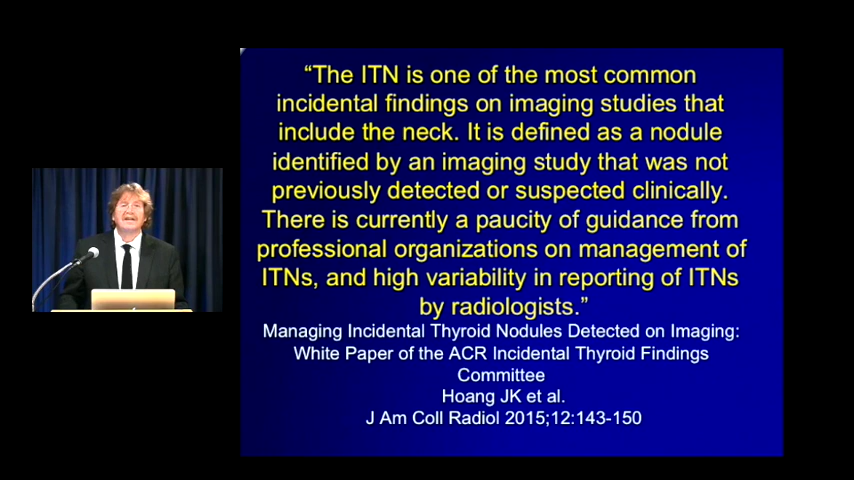 “The ITN is one of the most common
incidental findings on imaging studies that
include the neck. It is defined as a nodule
identified by an imaging study that was not
previously detected or suspected clinically.
There is currently a paucity of guidance from
professional organizations on management of
ITNs, and high variability in reporting of ITNs
by radiologists.”
Managing Incidental Thyroid Nodules Detected on Imaging:
White Paper of the ACR Incidental Thyroid Findings
Committee
Hoang JK et al.
J Am Coll Radiol 2015;12:143-150